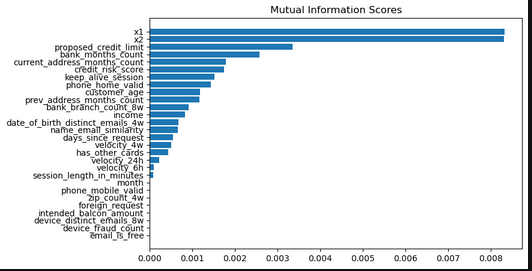 Mutual Information Scores
x1
x2
proposed_credit_limit
bank_months_count
current_address_months_count
credit_risk_score
keep_alive_session
phone_home_valid
customer_age
prev_address_months_count
bank_branch_count_8w
income
date_of_birth_distinct_emails_4w
name_email_similarity
days_since_request
velocity_4w
has_other_cards
velocity_24h
velocity_6h
session_length_in_minutes
month
phone_mobile_valid
zip_count_4w
foreign_request
intended_balcon_amount
device_distinct_emails_8w
device_fraud_count
email_is_free
0.000 0.001 0.002 0.003 0.004 0.005 0.006 0.007 0.008